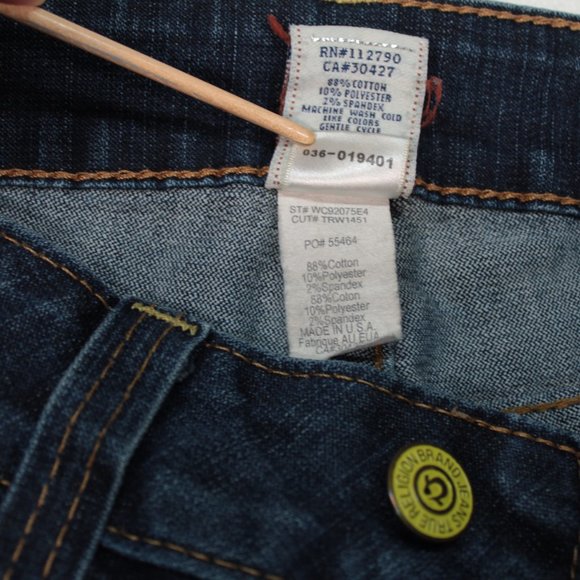 RN#112790
CA#30427
88% COTTON
10% POLYESTER
2% SPANDEX
MACHINE WASH COLD
LIKE COLORS
GENTLE CYCLE
036-019401
ST# WC92075E4
CUT# TRW1451
PO# 55464
88%Cotton
10%Polyester
2%Spandex
88%Coton
10%Polyester
2%Spandex
MADE IN U.S.A.
Fabrique AU EUA
TRUE RELIGION BRAND JEANS